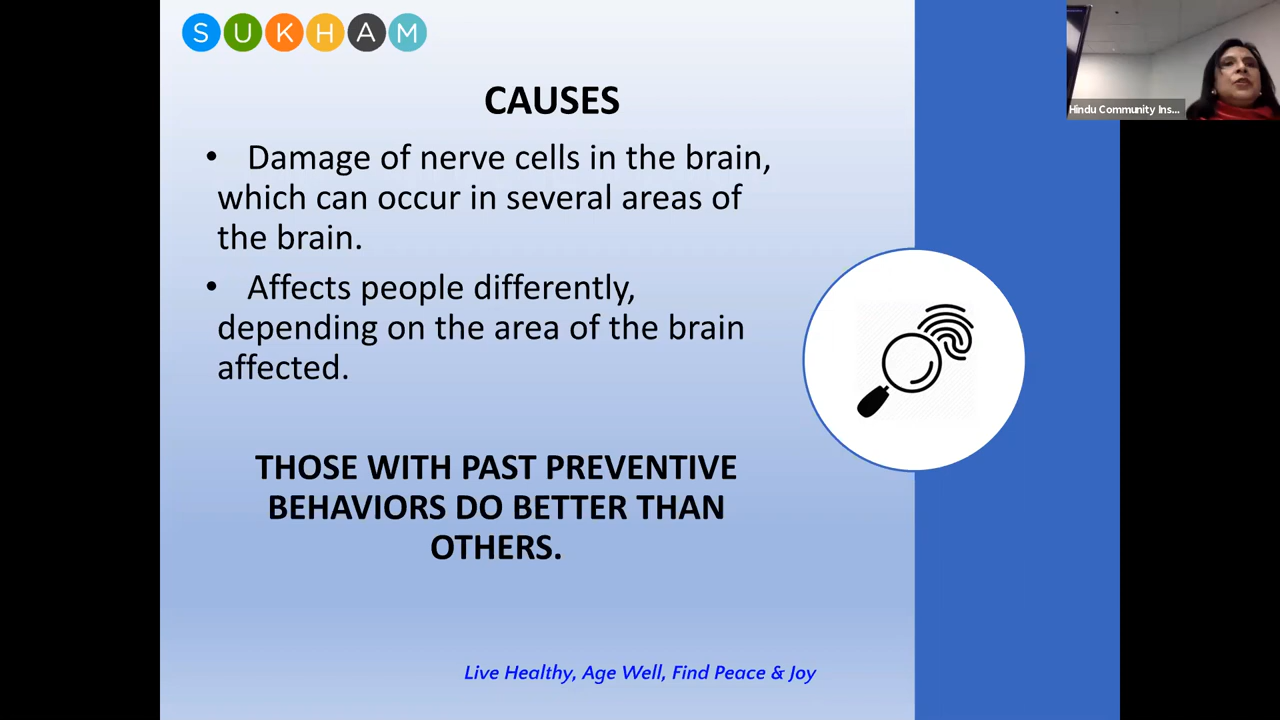 SUKHAM
Hindu Community Ins...
CAUSES
• Damage of nerve cells in the brain,
which can occur in several areas of
the brain.
• Affects people differently,
depending on the area of the brain
affected.
THOSE WITH PAST PREVENTIVE
BEHAVIORS DO BETTER THAN
OTHERS.
Live Healthy, Age Well, Find Peace & Joy